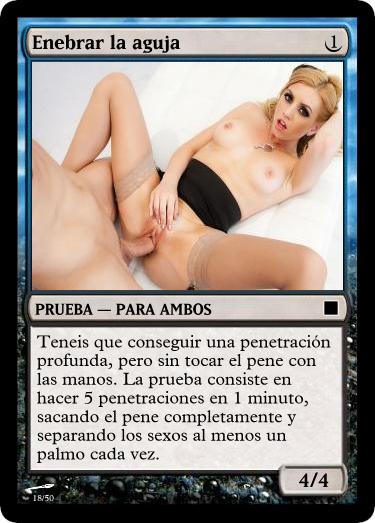 Enebrar la aguja
1
PRUEBA — PARA AMBOS
Teneis que conseguir una penetración
profunda, pero sin tocar el pene con
las manos. La prueba consiste en
hacer 5 penetraciones en 1 minuto,
sacando el pene completamente y
separando los sexos al menos un
palmo cada vez.
4/4
18/50